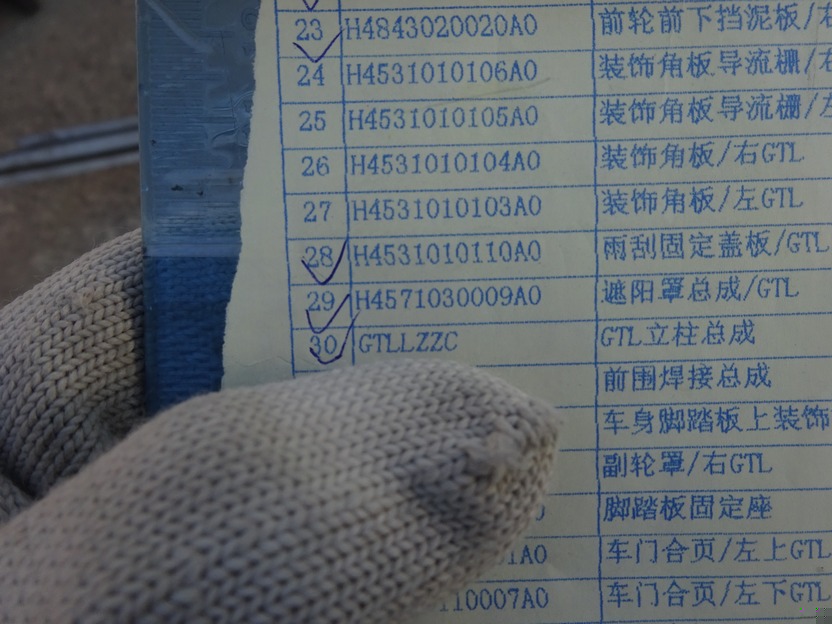 23 H4843020020A0 前轮前下挡泥板/右
24 H4531010106A0 装饰角板导流栅/右
25 H4531010105A0 装饰角板导流栅/左
26 H4531010104A0 装饰角板/右GTL
27 H4531010103A0 装饰角板/左GTL
28 H4531010110A0 雨刮固定盖板/GTL
29 H4571030009A0 遮阳罩总成/GTL
30 GTLLZZC GTL立柱总成
前围焊接总成
车身脚踏板上装饰
副轮罩/右GTL
脚踏板固定座
1A0 车门合页/左上GTL
110007A0 车门合页/左下GTL